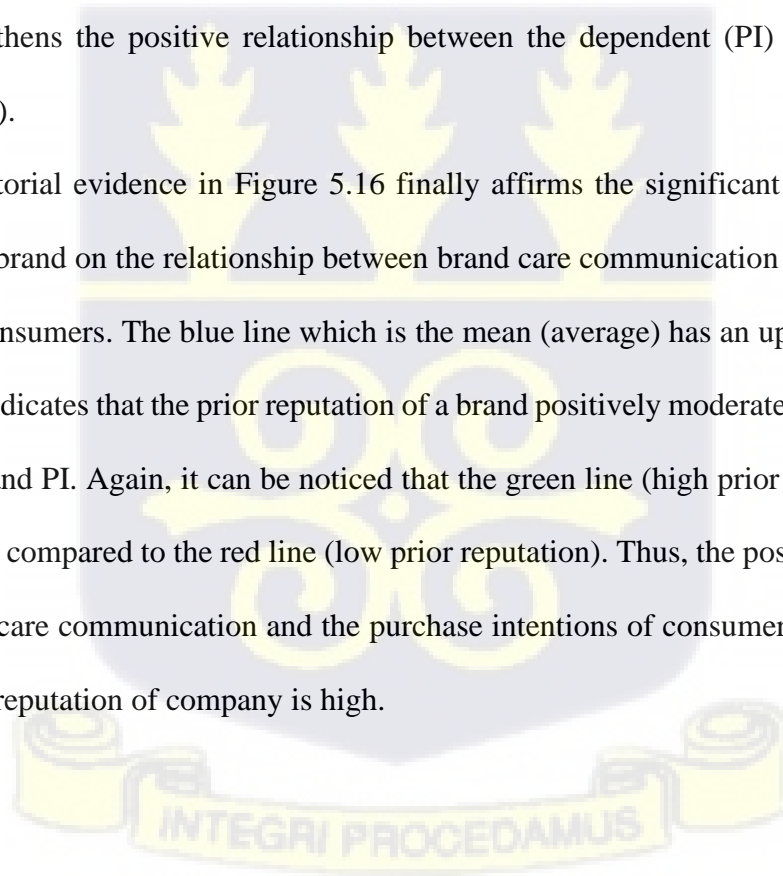 thens the positive relationship between the dependent (PI)
).
torial evidence in Figure 5.16 finally affirms the significant
brand on the relationship between brand care communication
nsumers. The blue line which is the mean (average) has an up
dicates that the prior reputation of a brand positively moderate
nd PI. Again, it can be noticed that the green line (high prior
compared to the red line (low prior reputation). Thus, the pos
care communication and the purchase intentions of consumer
reputation of company is high.
INTEGRI PROCEDAMUS